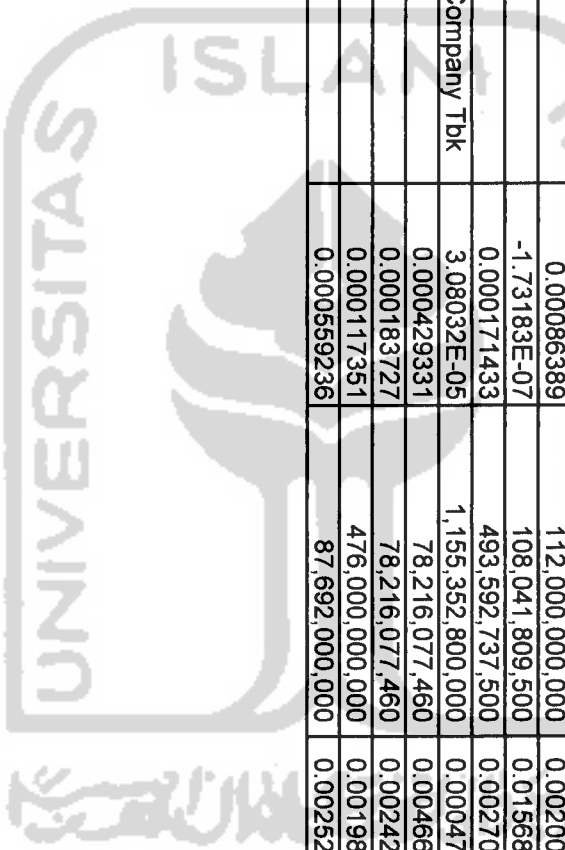 ISLAM
UNIVERSITAS
0.00086389 112,000,000,000 0.00200
-1.73183E-07 108,041,809,500 0.01568
0.000171433 493,592,737,500 0.00270
Company Tbk 3.08032E-05 1,155,352,800,000 0.00047
0.000429331 78,216,077,460 0.00466
0.000183727 78,216,077,460 0.00242
0.000117351 476,000,000,000 0.00198
0.000559236 87,692,000,000 0.00252